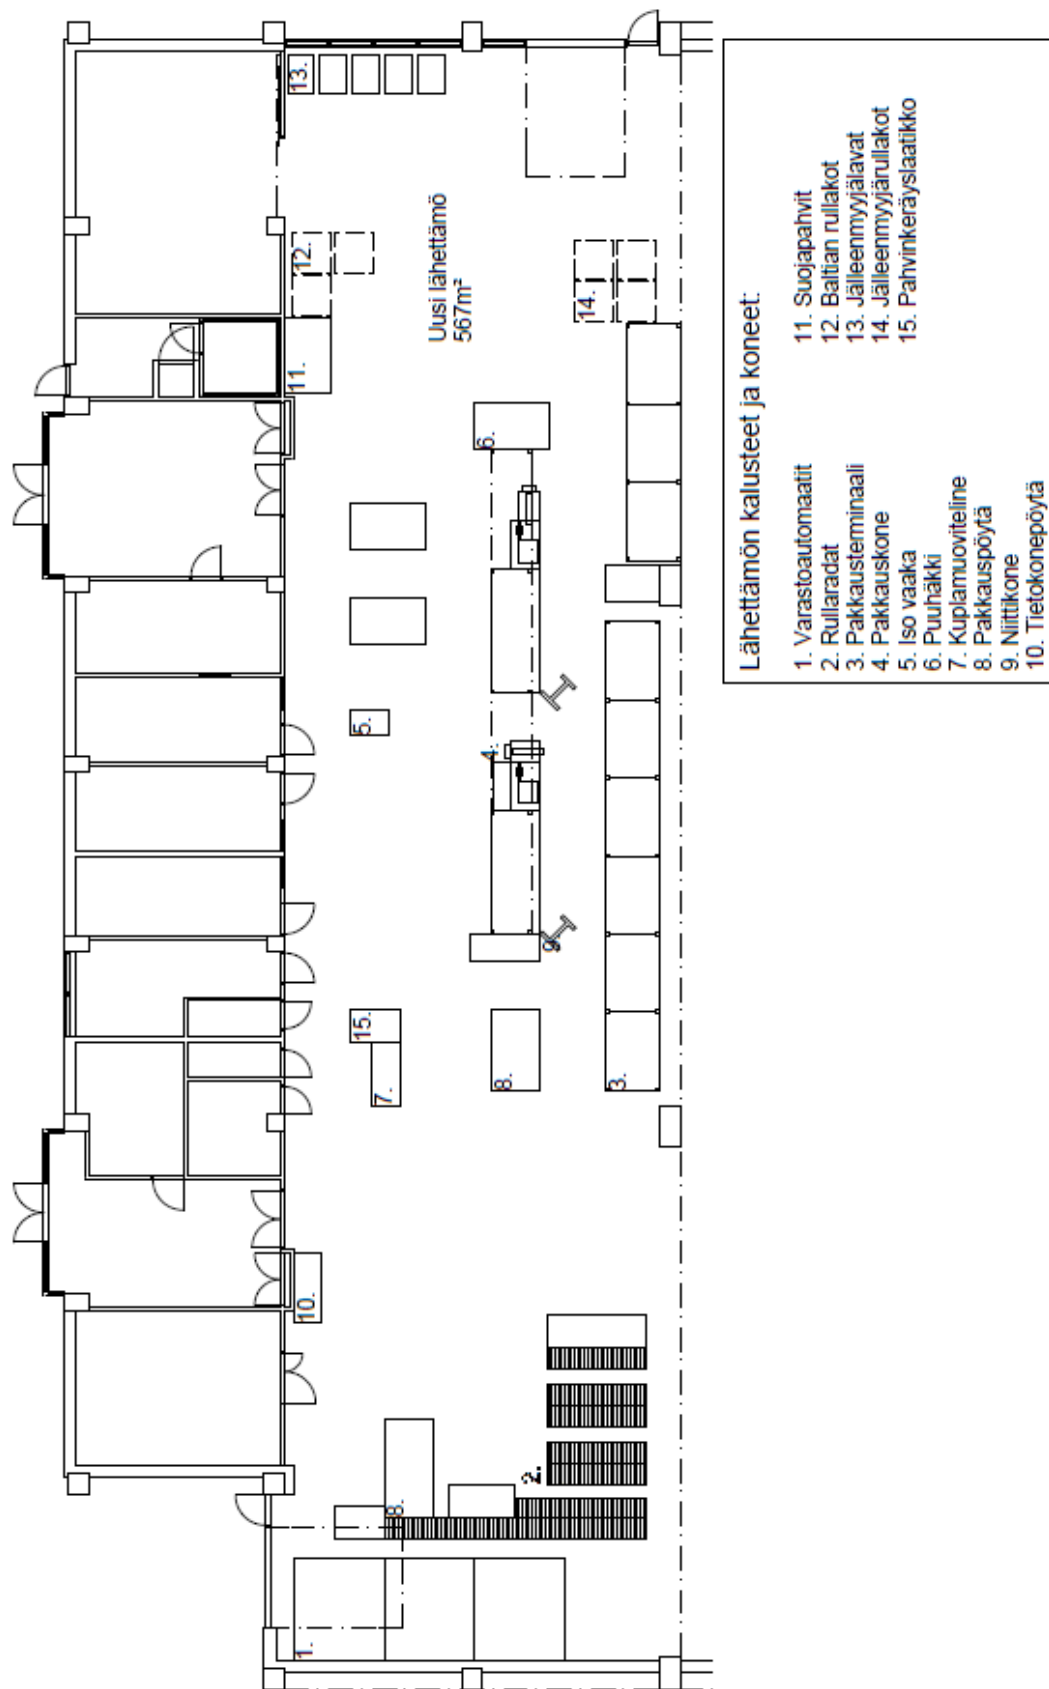 1.
8.
2.
10.
7.
15.
8.
3.
9.
4.
5.
6.
11.
12.
13.
14.
Uusi lähettämö
567m²
Lähettämön kalusteet ja koneet:
1. Varastoautomaatit
2. Rullaradat
3. Pakkausterminaali
4. Pakkauskone
5. Iso vaaka
6. Puuhäkki
7. Kuplamuoviteline
8. Pakkauspöytä
9. Niittikone
10. Tietokonepöytä
11. Suojapahvit
12. Baltian rullakot
13. Jälleenmyyjälavat
14. Jälleenmyyjärullakot
15. Pahvinkeräyslaatikko